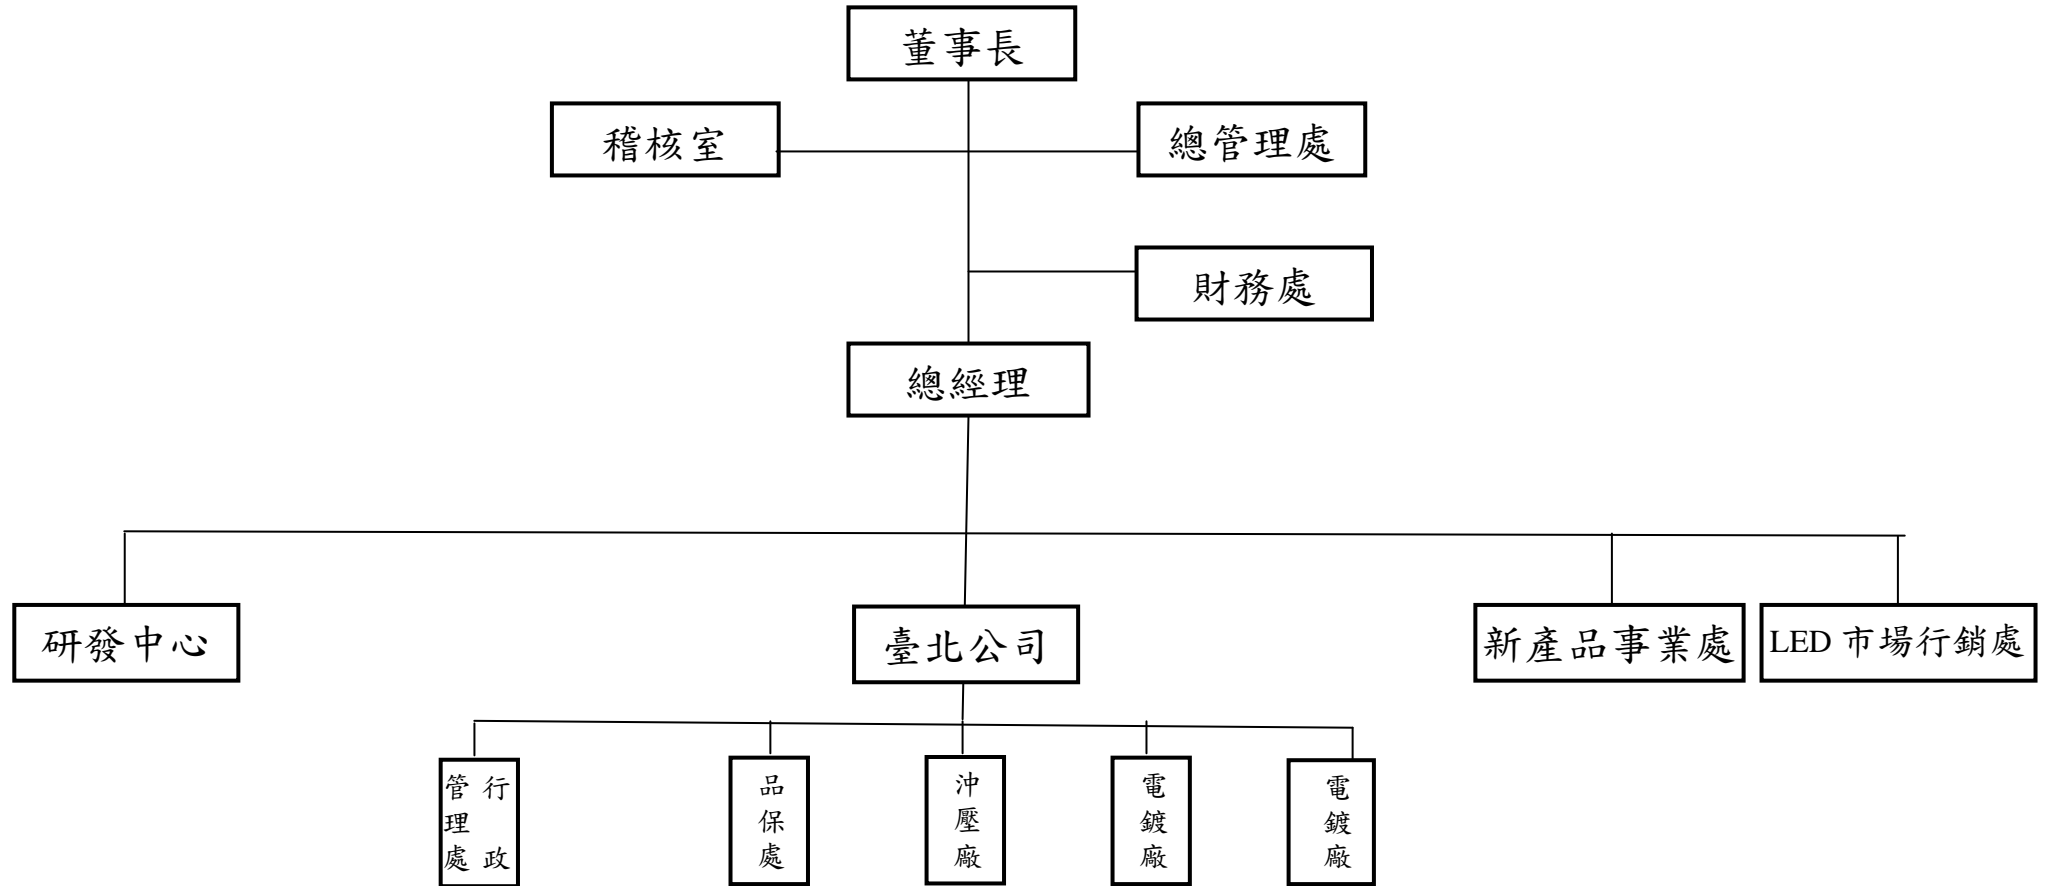 董事長
稽核室
總管理處
財務處
總經理
研發中心
臺北公司
新產品事業處
LED 市場行銷處
行政
管理處
品保處
沖壓廠
電鍍廠
電鍍廠